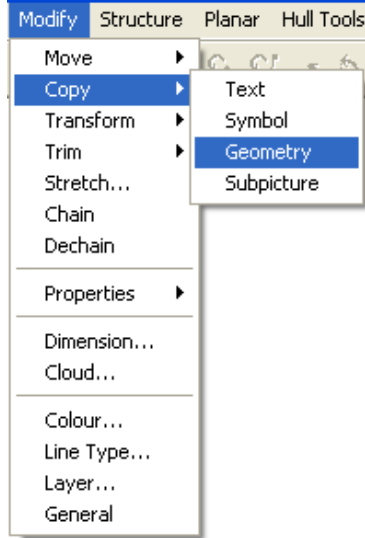 Modify Structure Planar Hull Tools
Move
Copy
Transform
Trim
Stretch...
Chain
Dechain
Properties
Dimension...
Cloud...
Colour...
Line Type...
Layer...
General
Text
Symbol
Geometry
Subpicture